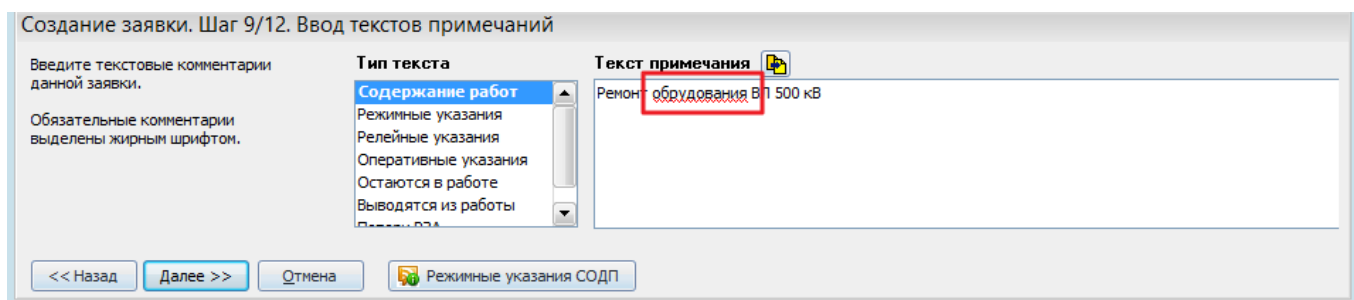 Создание заявки. Шаг 9/12. Ввод текстов примечаний
Введите текстовые комментарии
данной заявки.
Обязательные комментарии
выделены жирным шрифтом.
Тип текста
Содержание работ
Режимные указания
Релейные указания
Оперативные указания
Остаются в работе
Выводятся из работы
Текст примечания
Ремонт обрудования ВЛ 500 кВ
<< Назад
Далее >>
Отмена
Режимные указания СОДП